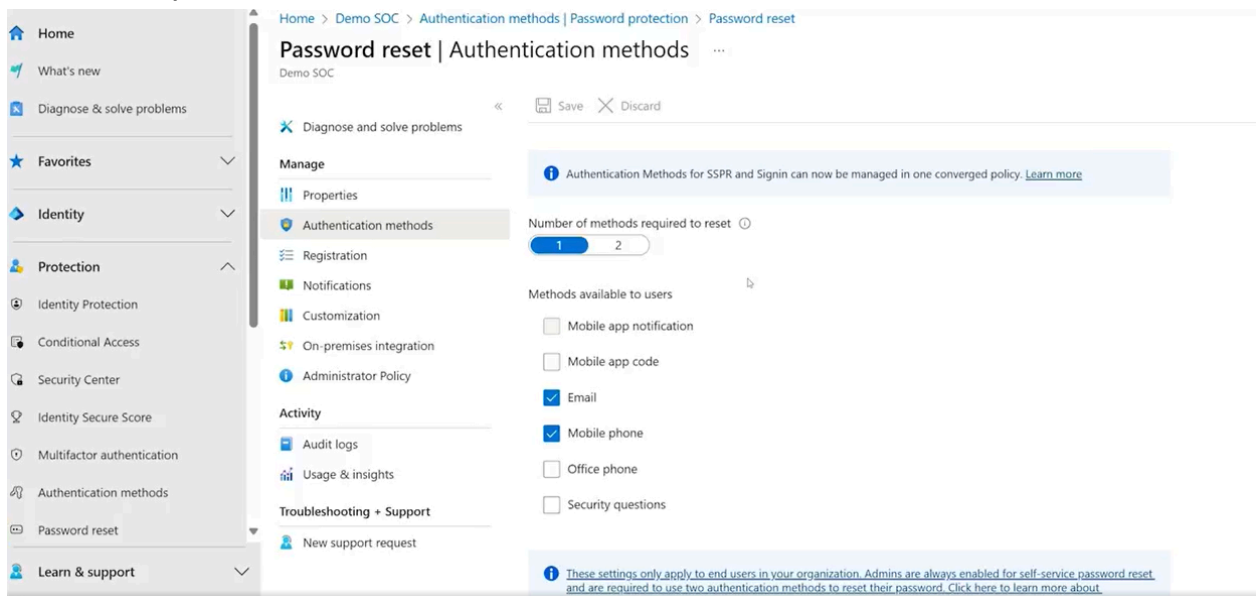 Home
What's new
Diagnose & solve problems
Favorites
Identity
Protection
Identity Protection
Conditional Access
Security Center
Identity Secure Score
Multifactor authentication
Authentication methods
Password reset
Learn & support
Home > Demo SOC > Authentication methods | Password protection > Password reset
Password reset | Authentication methods ...
Demo SOC
Diagnose and solve problems
Manage
Properties
Authentication methods
Registration
Notifications
Customization
On-premises integration
Administrator Policy
Activity
Audit logs
Usage & insights
Troubleshooting + Support
New support request
Save Discard
Authentication Methods for SSPR and Signin can now be managed in one converged policy. Learn more
Number of methods required to reset
1 2
Methods available to users
Mobile app notification
Mobile app code
Email
Mobile phone
Office phone
Security questions
These settings only apply to end users in your organization. Admins are always enabled for self-service password reset
and are required to use two authentication methods to reset their password. Click here to learn more about